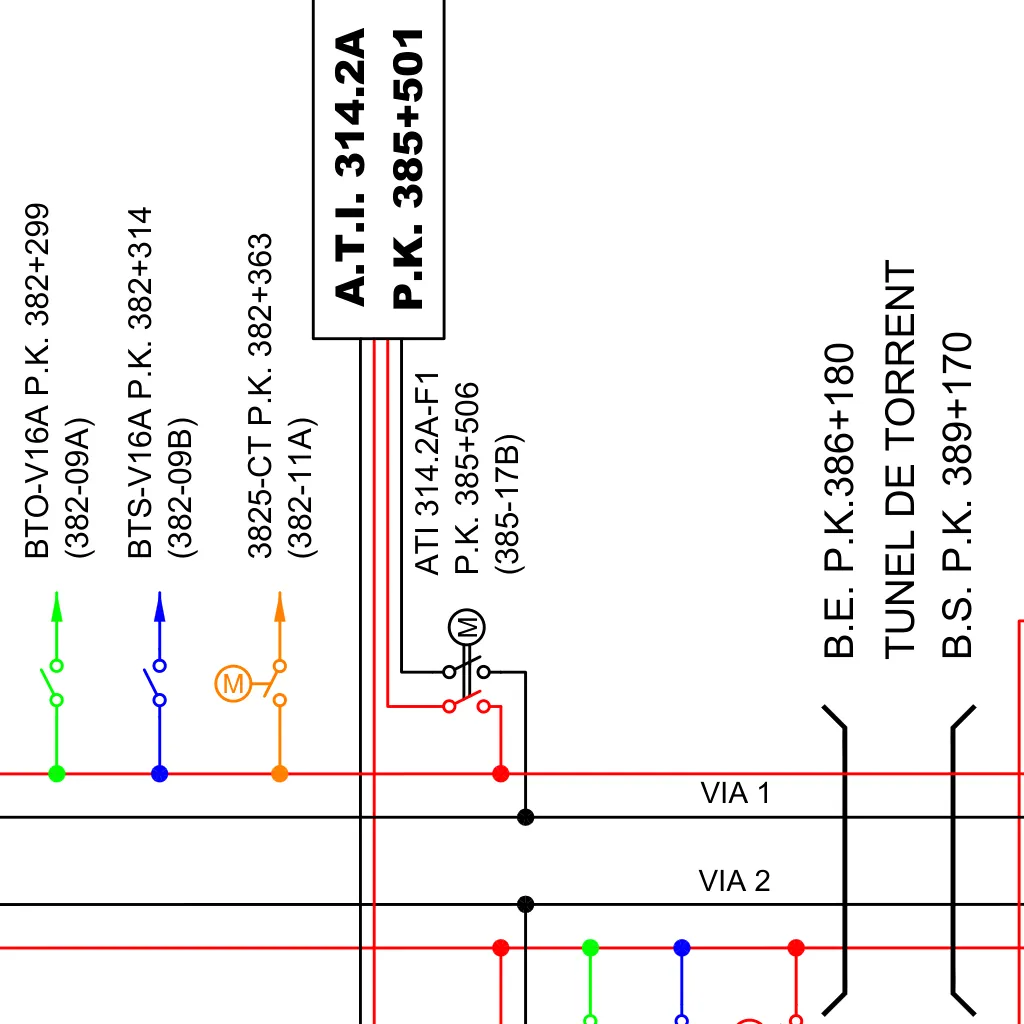 BTO-V16A P.K. 382+299
(382-09A)
BTS-V16A P.K. 382+314
(382-09B)
3825-CT P.K. 382+363
(382-11A)
A.T.I. 314.2A
P.K. 385+501
ATI 314.2A-F1
P.K. 385+506
(385-17B)
M
M
B.E. P.K.386+180
TUNEL DE TORRENT
B.S. P.K. 389+170
VIA 1
VIA 2